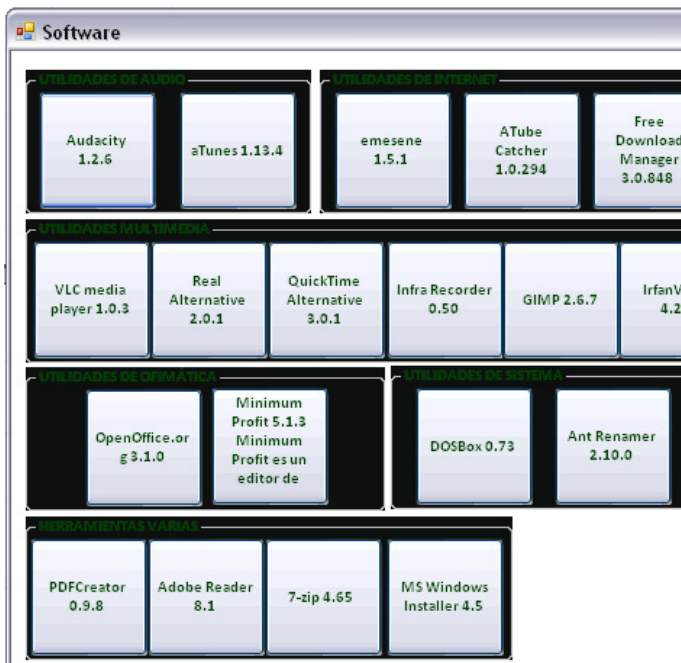 Software
UTILIDADES DE AUDIO
Audacity
1.2.6
aTunes 1.13.4
UTILIDADES DE INTERNET
emesene
1.5.1
ATube
Catcher
1.0.294
Free
Download
Manager
3.0.848
UTILIDADES MULTIMEDIA
VLC media
player 1.0.3
Real
Alternative
2.0.1
QuickTime
Alternative
3.0.1
Infra Recorder
0.50
GIMP 2.6.7
IrfanV
4.2
UTILIDADES DE OFIMÁTICA
OpenOffice.or
g 3.1.0
Minimum
Profit 5.1.3
Minimum
Profit es un
editor de
UTILIDADES DE SISTEMA
DOSBox 0.73
Ant Renamer
2.10.0
HERRAMIENTAS VARIAS
PDFCreator
0.9.8
Adobe Reader
8.1
7-zip 4.65
MS Windows
Installer 4.5